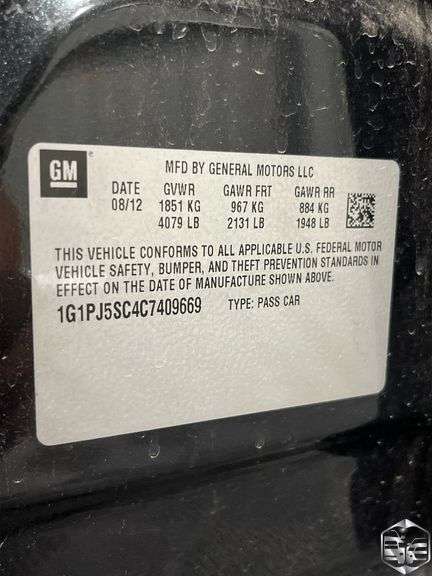 GM
MFD BY GENERAL MOTORS LLC
DATE GVWR GAWR FRT GAWR RR
08/12 1851 KG 967 KG 884 KG
4079 LB 2131 LB 1948 LB
THIS VEHICLE CONFORMS TO ALL APPLICABLE U.S. FEDERAL MOTOR
VEHICLE SAFETY, BUMPER, AND THEFT PREVENTION STANDARDS IN
EFFECT ON THE DATE OF MANUFACTURE SHOWN ABOVE.
1G1PJ5SC4C7409669 TYPE: PASS CAR